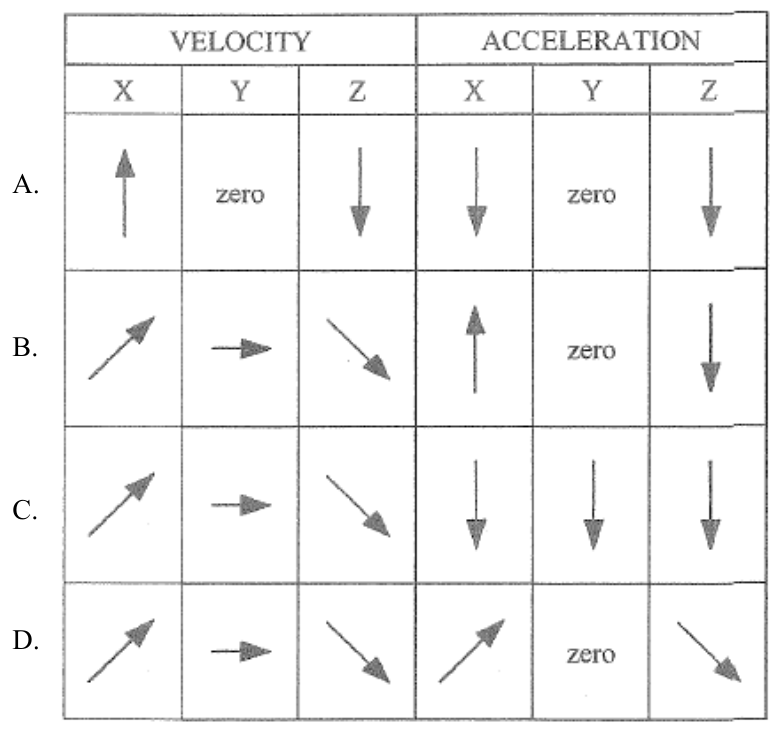 VELOCITY ACCELERATION
X Y Z X Y Z
A. zero zero
B. zero
C.
D. zero